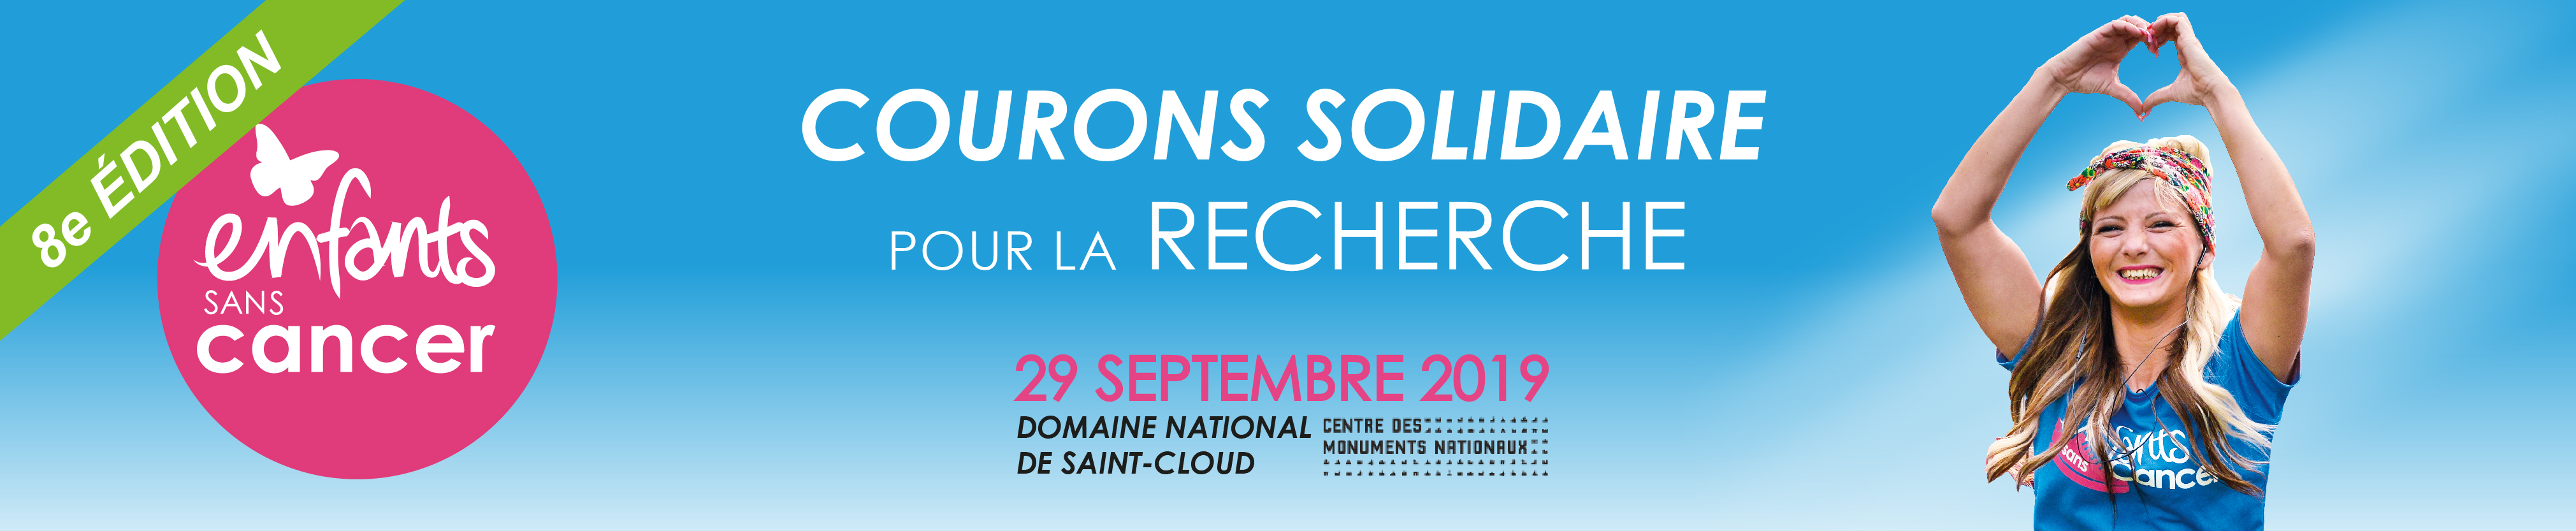 8e ÉDITION
enfants
SANS
cancer
COURONS SOLIDAIRE
POUR LA RECHERCHE
29 SEPTEMBRE 2019
DOMAINE NATIONAL
DE SAINT-CLOUD
CENTRE DES
MONUMENTS NATIONAUX
sans